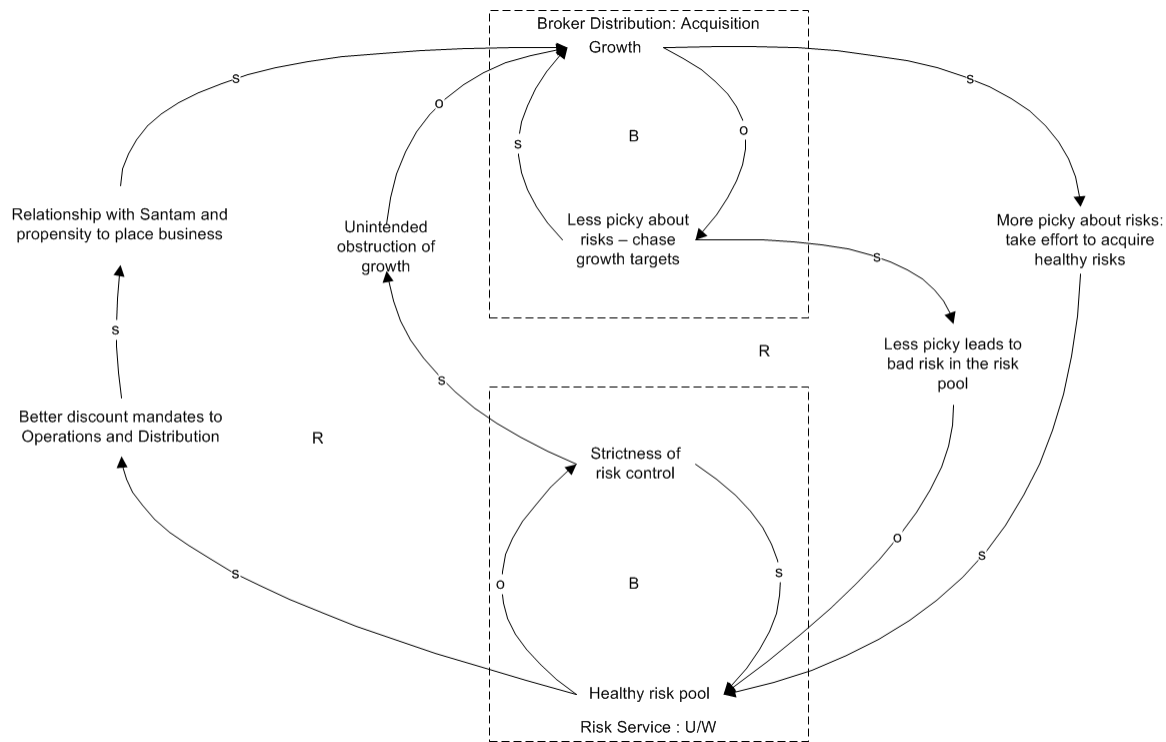 Broker Distribution: Acquisition
Growth
s
s
o
s
o
B
Relationship with Santam and
propensity to place business
Unintended
obstruction of
growth
Less picky about
risks – chase
growth targets
More picky about risks:
take effort to acquire
healthy risks
s
s
R
Less picky leads to
bad risk in the risk
pool
s
Better discount mandates to
Operations and Distribution
R
Strictness of
risk control
o
s
s
o
B
s
Healthy risk pool
Risk Service : U/W